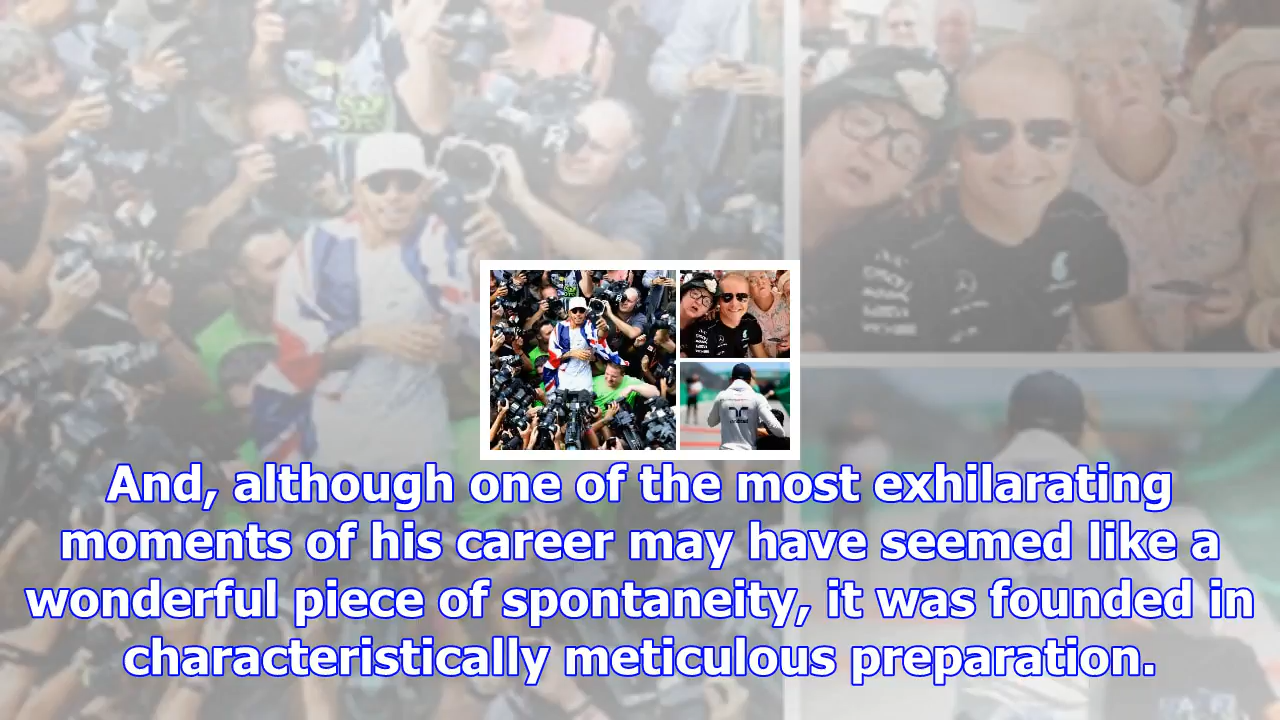 And, although one of the most exhilarating
moments of his career may have seemed like a
wonderful piece of spontaneity, it was founded in
characteristically meticulous preparation.